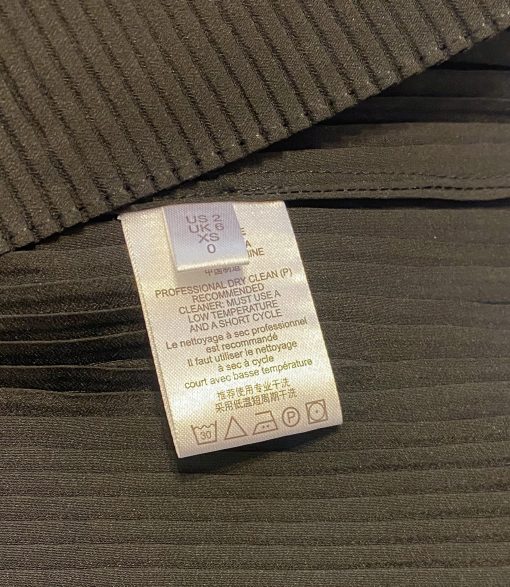 US 2
UK 6
XS
0
E
A
INE
中国制造
PROFESSIONAL DRY CLEAN (P)
RECOMMENDED
CLEANER: MUST USE A
LOW TEMPERATURE
AND A SHORT CYCLE
Le nettoyage à sec professionnel
est recommandé
Il faut utiliser le nettoyage
à sec à cycle
court avec basse température
推荐使用专业干洗
采用低温短周期干洗
30 P